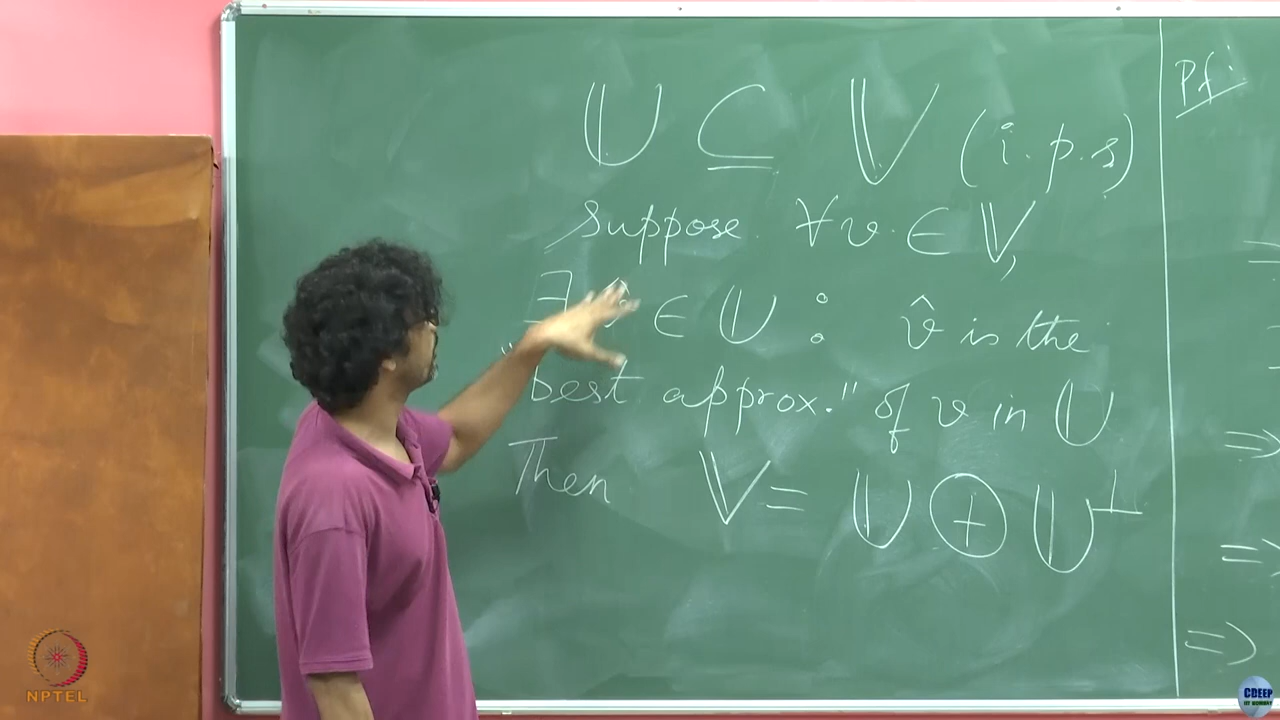 𝕌 ⊆ 𝕍 (i.p.s)
Suppose ∀v ∈ 𝕍,
∃ ∈ 𝕌 : v̂ is the
"best approx." of v in 𝕌
Then 𝕍 = 𝕌 ⊕ 𝕌⊥
Pf:
=
⇒
⇒
⇒
NPTEL
CDEEP
IIT BOMBAY